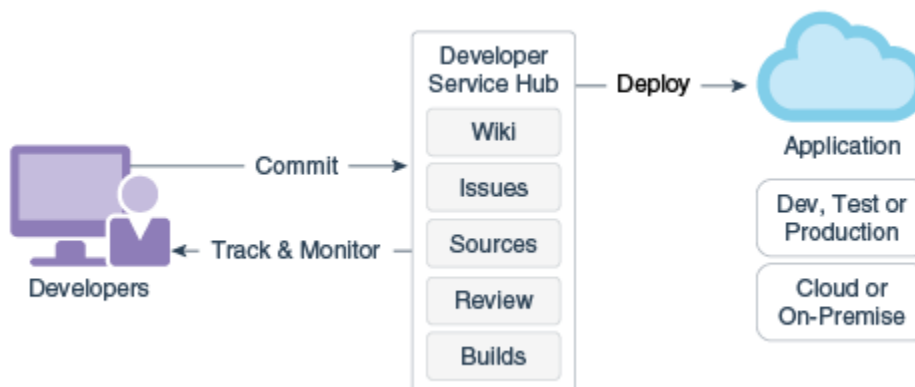 Developers
Commit
Track & Monitor
Developer
Service Hub
Wiki
Issues
Sources
Review
Builds
Deploy
Application
Dev, Test or
Production
Cloud or
On-Premise